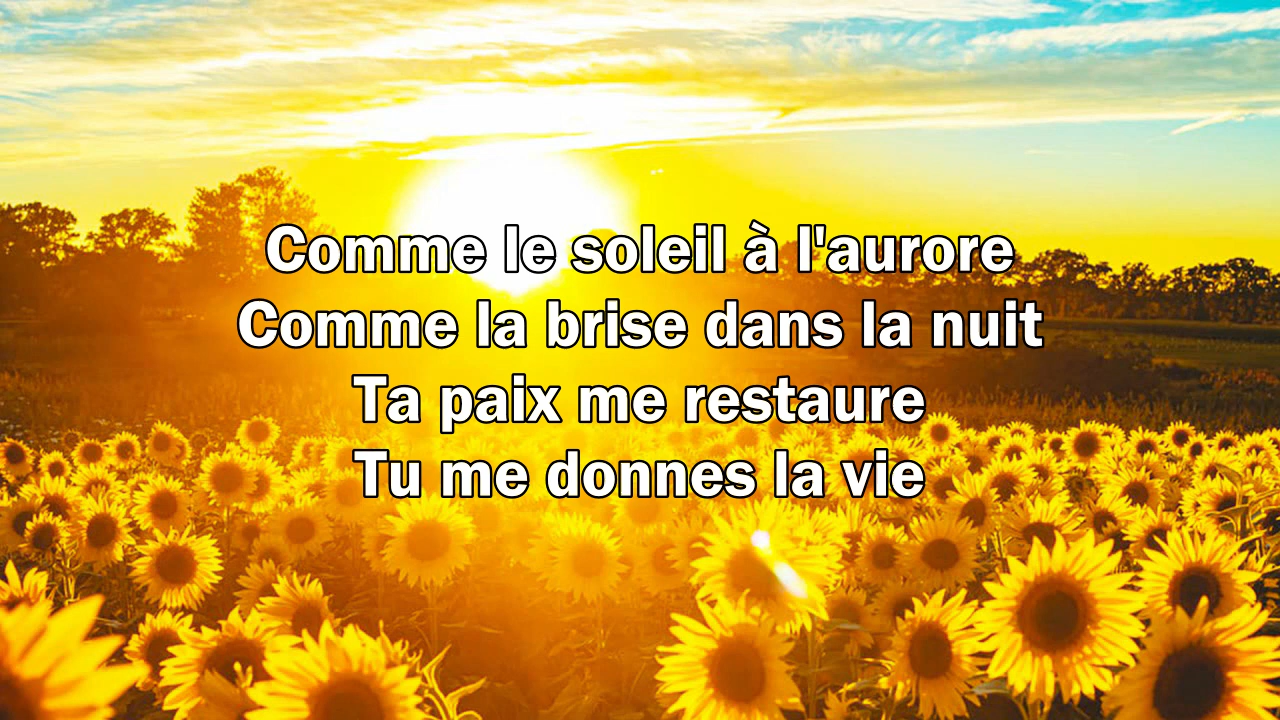 Comme le soleil à l'aurore
Comme la brise dans la nuit
Ta paix me restaure
Tu me donnes la vie